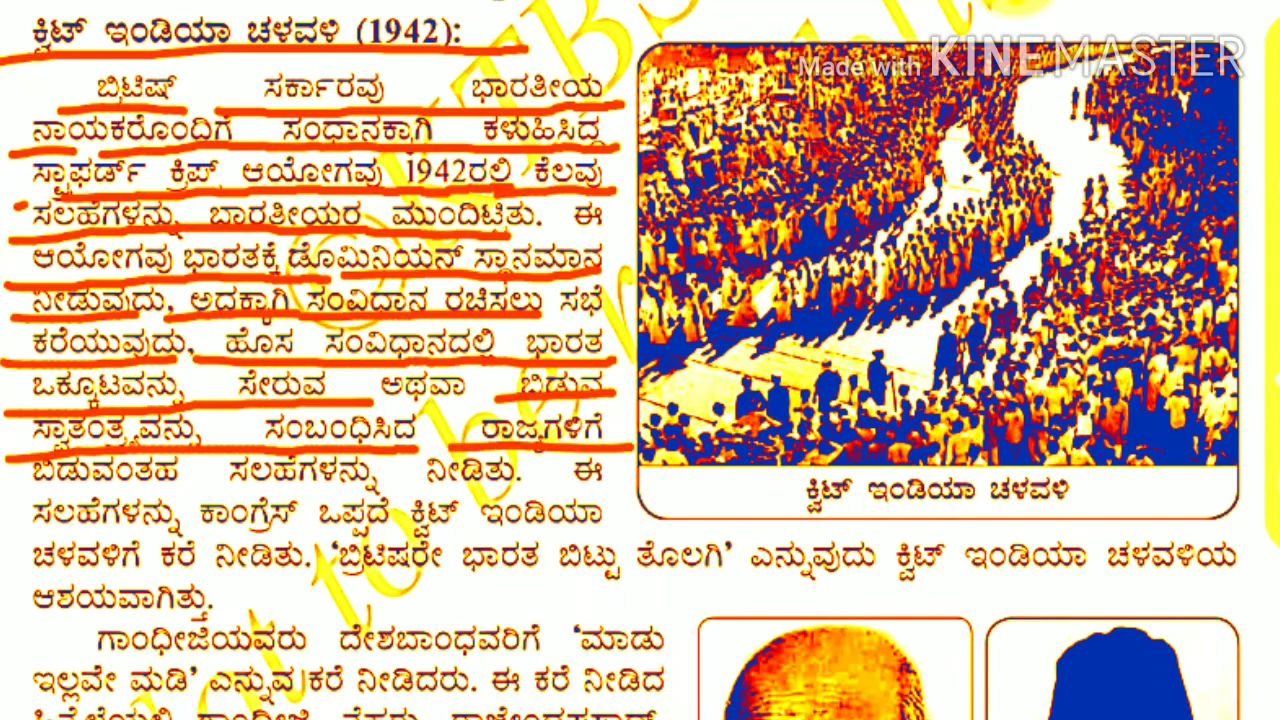 ಕ್ವಿಟ್ ಇಂಡಿಯಾ ಚಳವಳಿ (1942):
Made with KINEMASTER
ಬ್ರಿಟಿಷ್ ಸರ್ಕಾರವು ಭಾರತೀಯ
ನಾಯಕರೊಂದಿಗೆ ಸಂಧಾನಕ್ಕಾಗಿ ಕಳುಹಿಸಿದ್ದ
ಸ್ಟಾಫರ್ಡ್ ಕ್ರಿಪ್ಸ್ ಆಯೋಗವು 1942ರಲ್ಲಿ ಕೆಲವು
ಸಲಹೆಗಳನ್ನು ಬಾರತೀಯರ ಮುಂದಿಟ್ಟಿತು. ಈ
ಆಯೋಗವು ಭಾರತಕ್ಕೆ ಡೊಮಿನಿಯನ್ ಸ್ಥಾನಮಾನ
ನೀಡುವುದು, ಅದಕ್ಕಾಗಿ ಸಂವಿದಾನ ರಚಿಸಲು ಸಭೆ
ಕರೆಯುವುದು, ಹೊಸ ಸಂವಿಧಾನದಲ್ಲಿ ಭಾರತ
ಒಕ್ಕೂಟವನ್ನು ಸೇರುವ ಅಥವಾ ಬಿಡುವ
ಸ್ವಾತಂತ್ರ್ಯವನ್ನು ಸಂಬಂಧಿಸಿದ ರಾಜ್ಯಗಳಿಗೆ
ಬಿಡುವಂತಹ ಸಲಹೆಗಳನ್ನು ನೀಡಿತು. ಈ
ಸಲಹೆಗಳನ್ನು ಕಾಂಗ್ರೆಸ್ ಒಪ್ಪದೆ ಕ್ವಿಟ್ ಇಂಡಿಯಾ
ಕ್ವಿಟ್ ಇಂಡಿಯಾ ಚಳವಳಿ
ಚಳವಳಿಗೆ ಕರೆ ನೀಡಿತು. ‘ಬ್ರಿಟಿಷರೇ ಭಾರತ ಬಿಟ್ಟು ತೊಲಗಿ’ ಎನ್ನುವುದು ಕ್ವಿಟ್ ಇಂಡಿಯಾ ಚಳವಳಿಯ
ಆಶಯವಾಗಿತ್ತು.
ಗಾಂಧೀಜಿಯವರು ದೇಶಬಾಂಧವರಿಗೆ ‘ಮಾಡು
ಇಲ್ಲವೇ ಮಡಿ’ ಎನ್ನುವ ಕರೆ ನೀಡಿದರು. ಈ ಕರೆ ನೀಡಿದ